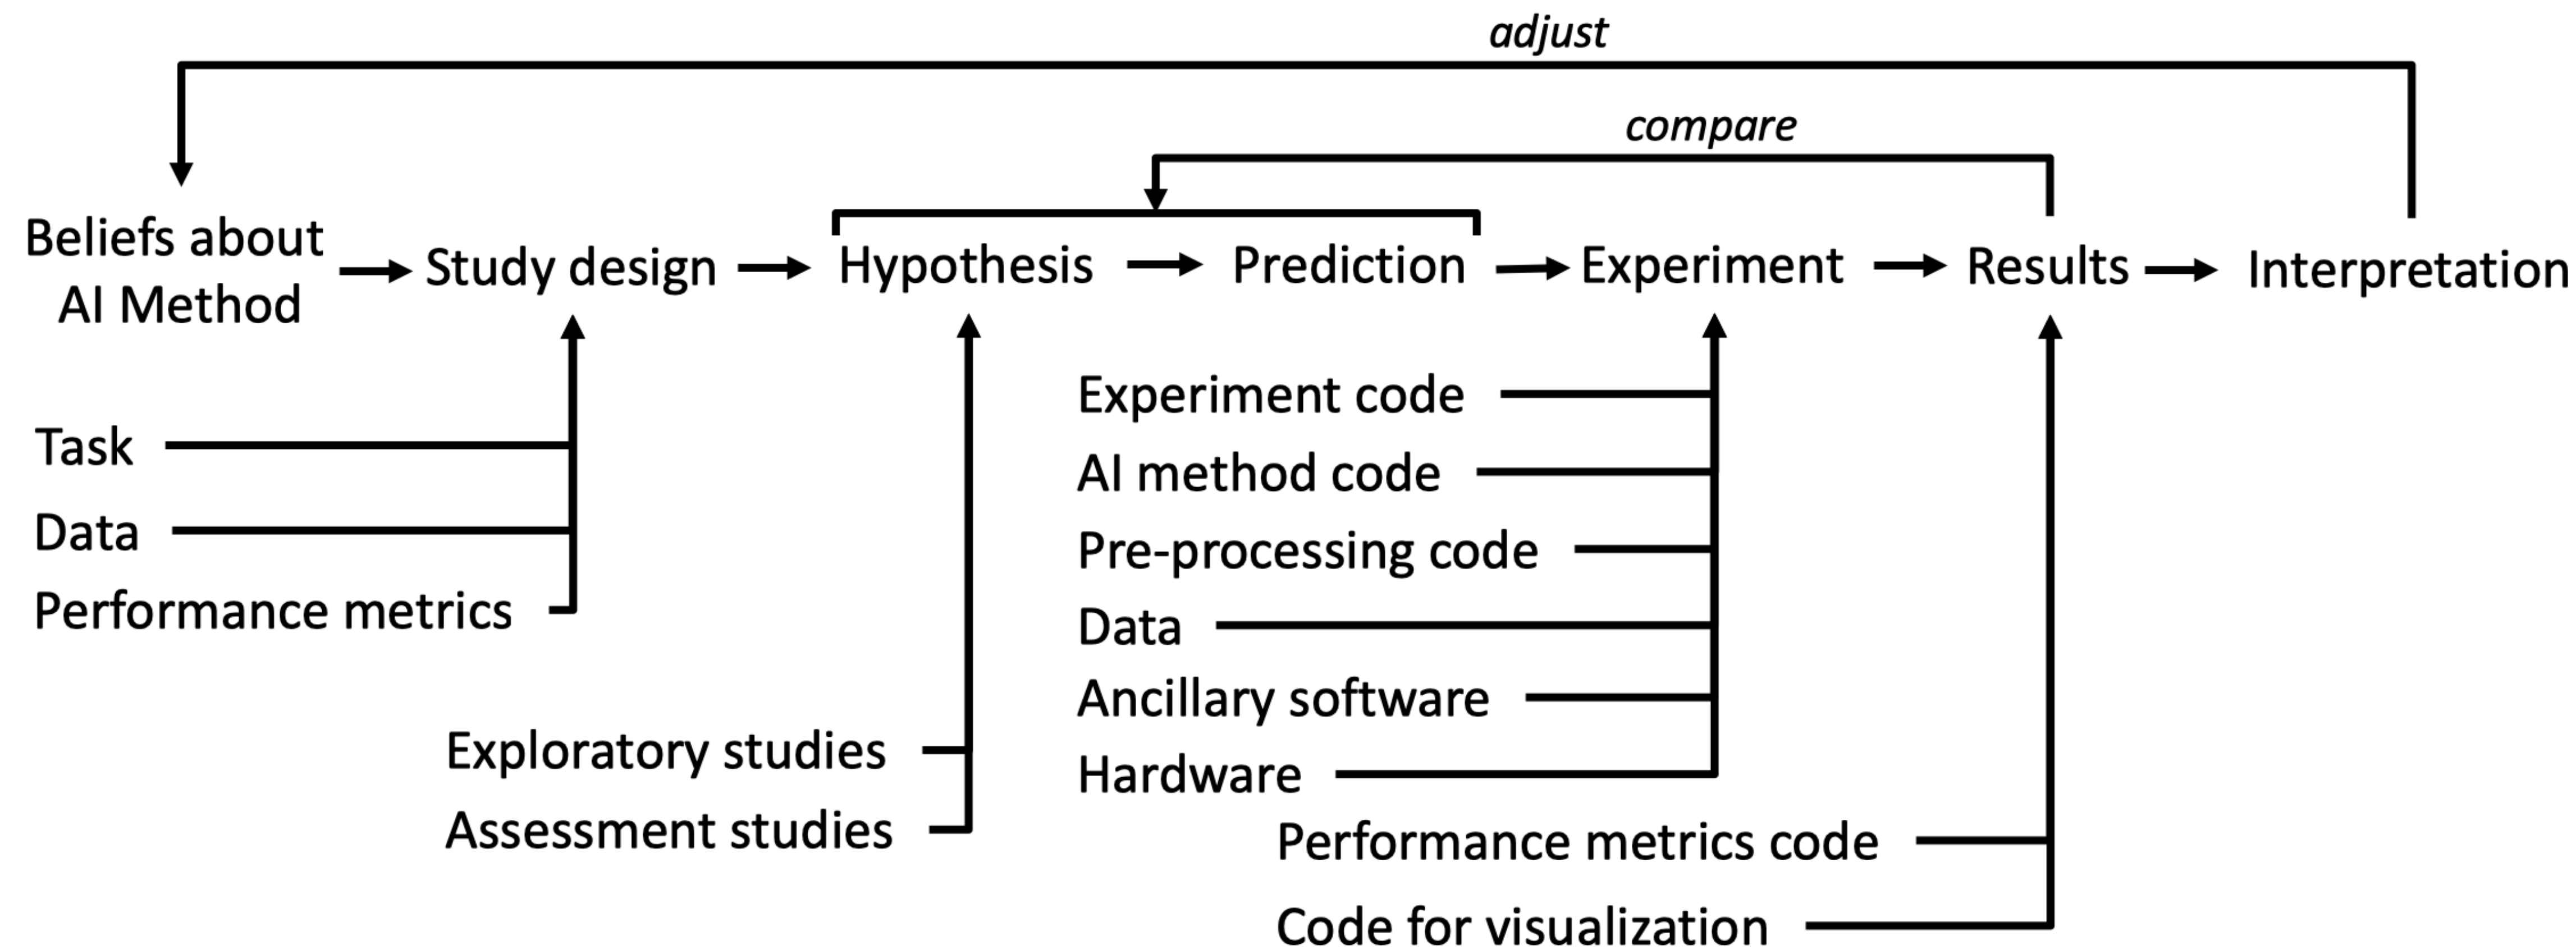 adjust
compare
Beliefs about
AI Method
Study design
Hypothesis
Prediction
Experiment
Results
Interpretation
Task
Data
Performance metrics
Exploratory studies
Assessment studies
Experiment code
AI method code
Pre-processing code
Data
Ancillary software
Hardware
Performance metrics code
Code for visualization